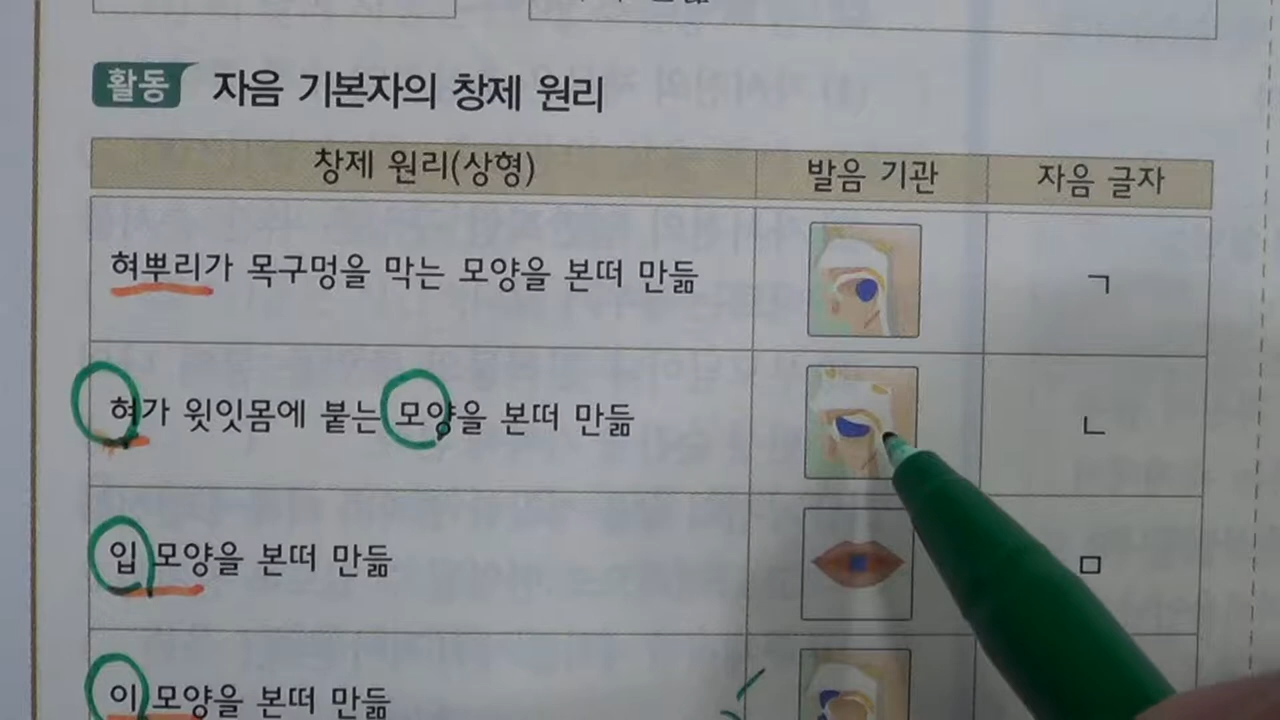 활동 자음 기본자의 창제 원리
창제 원리(상형) 발음 기관 자음 글자
혀뿌리가 목구멍을 막는 모양을 본떠 만듦 ㄱ
혀가 윗잇몸에 붙는 모양을 본떠 만듦 ㄴ
입 모양을 본떠 만듦 ㅁ
이 모양을 본떠 만듦